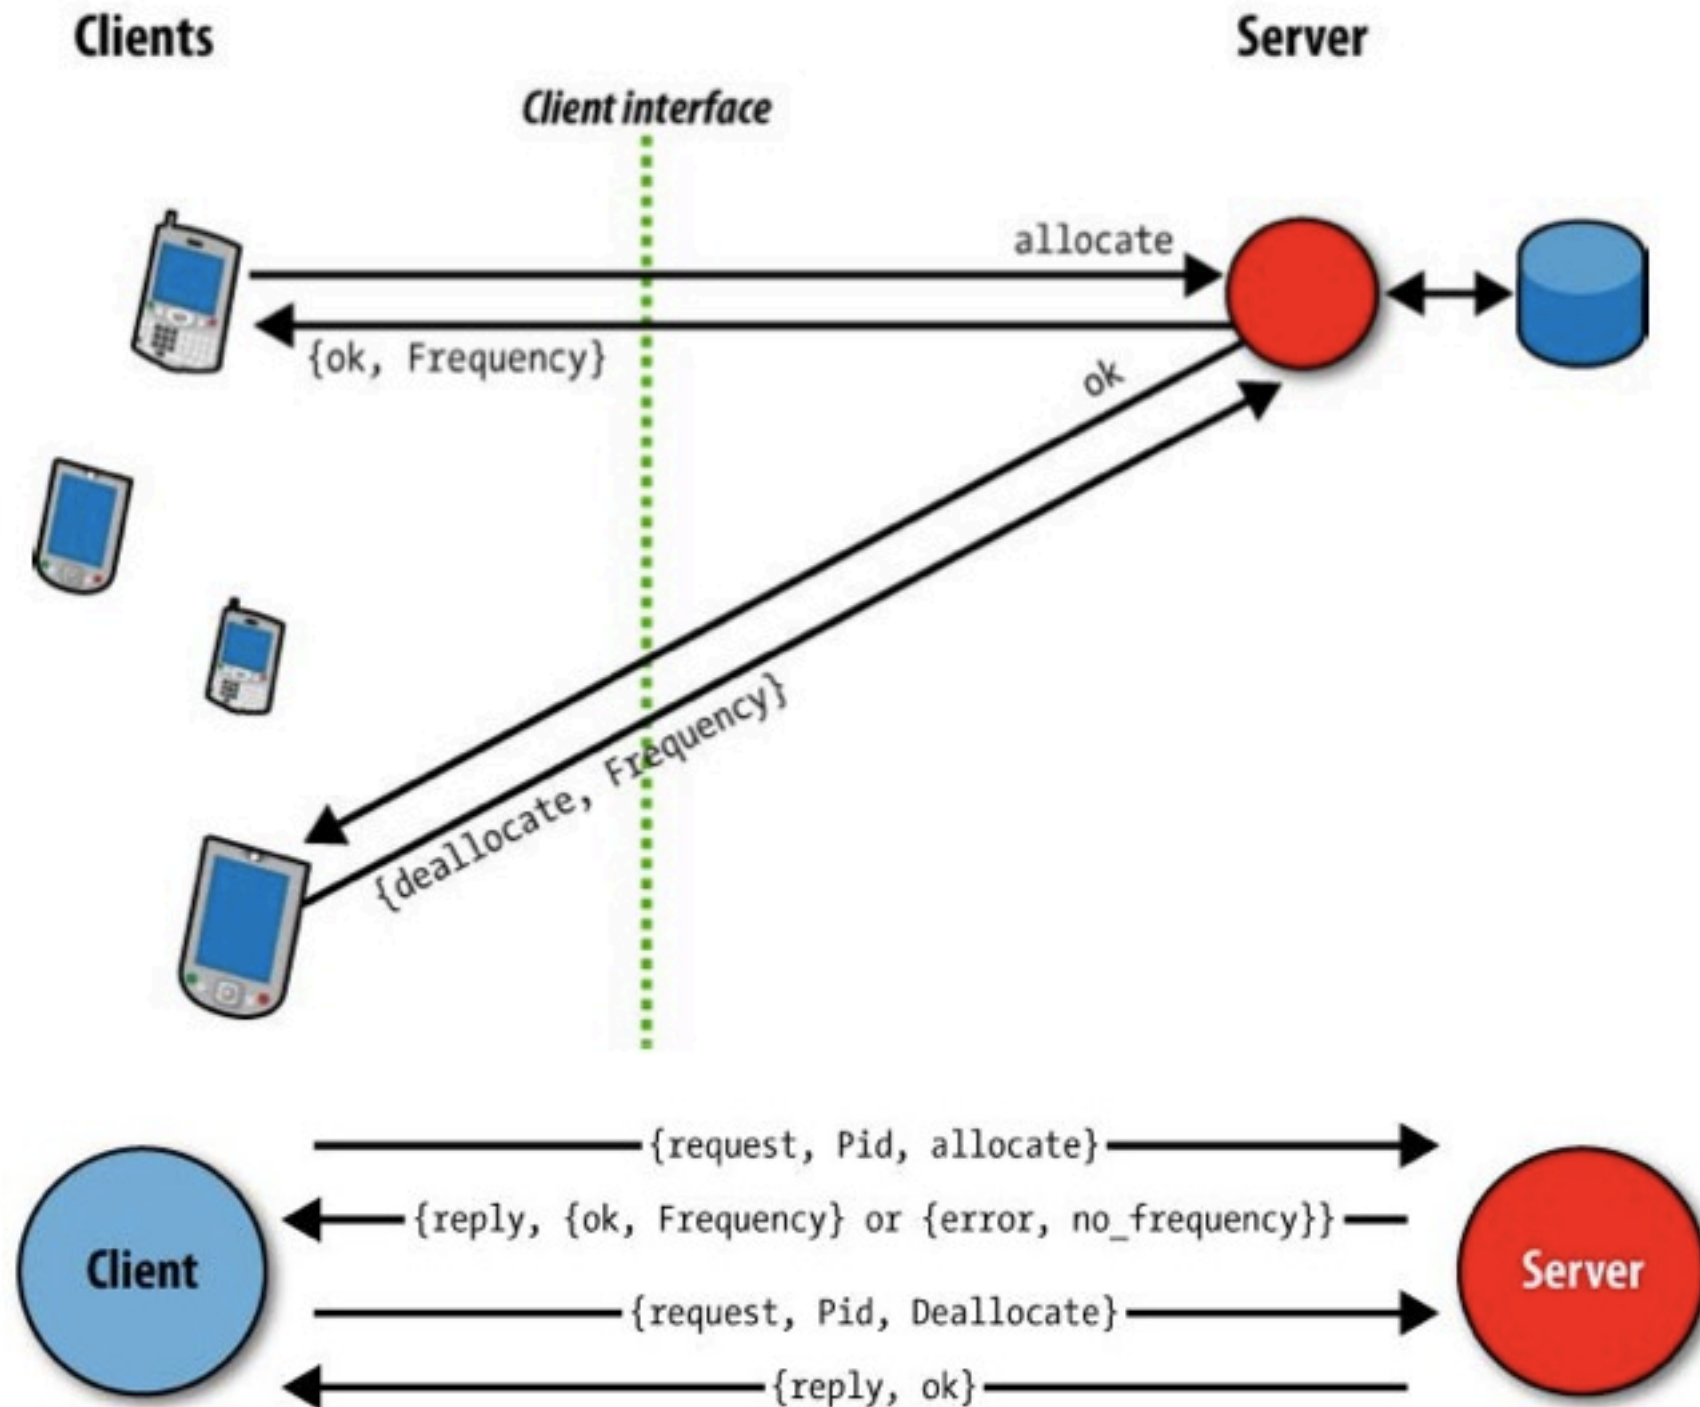 Clients
Server
Client interface
allocate
{ok, Frequency}
ok
{deallocate, Frequency}
{request, Pid, allocate}
{reply, {ok, Frequency} or {error, no_frequency}}
Client
Server
{request, Pid, Deallocate}
{reply, ok}